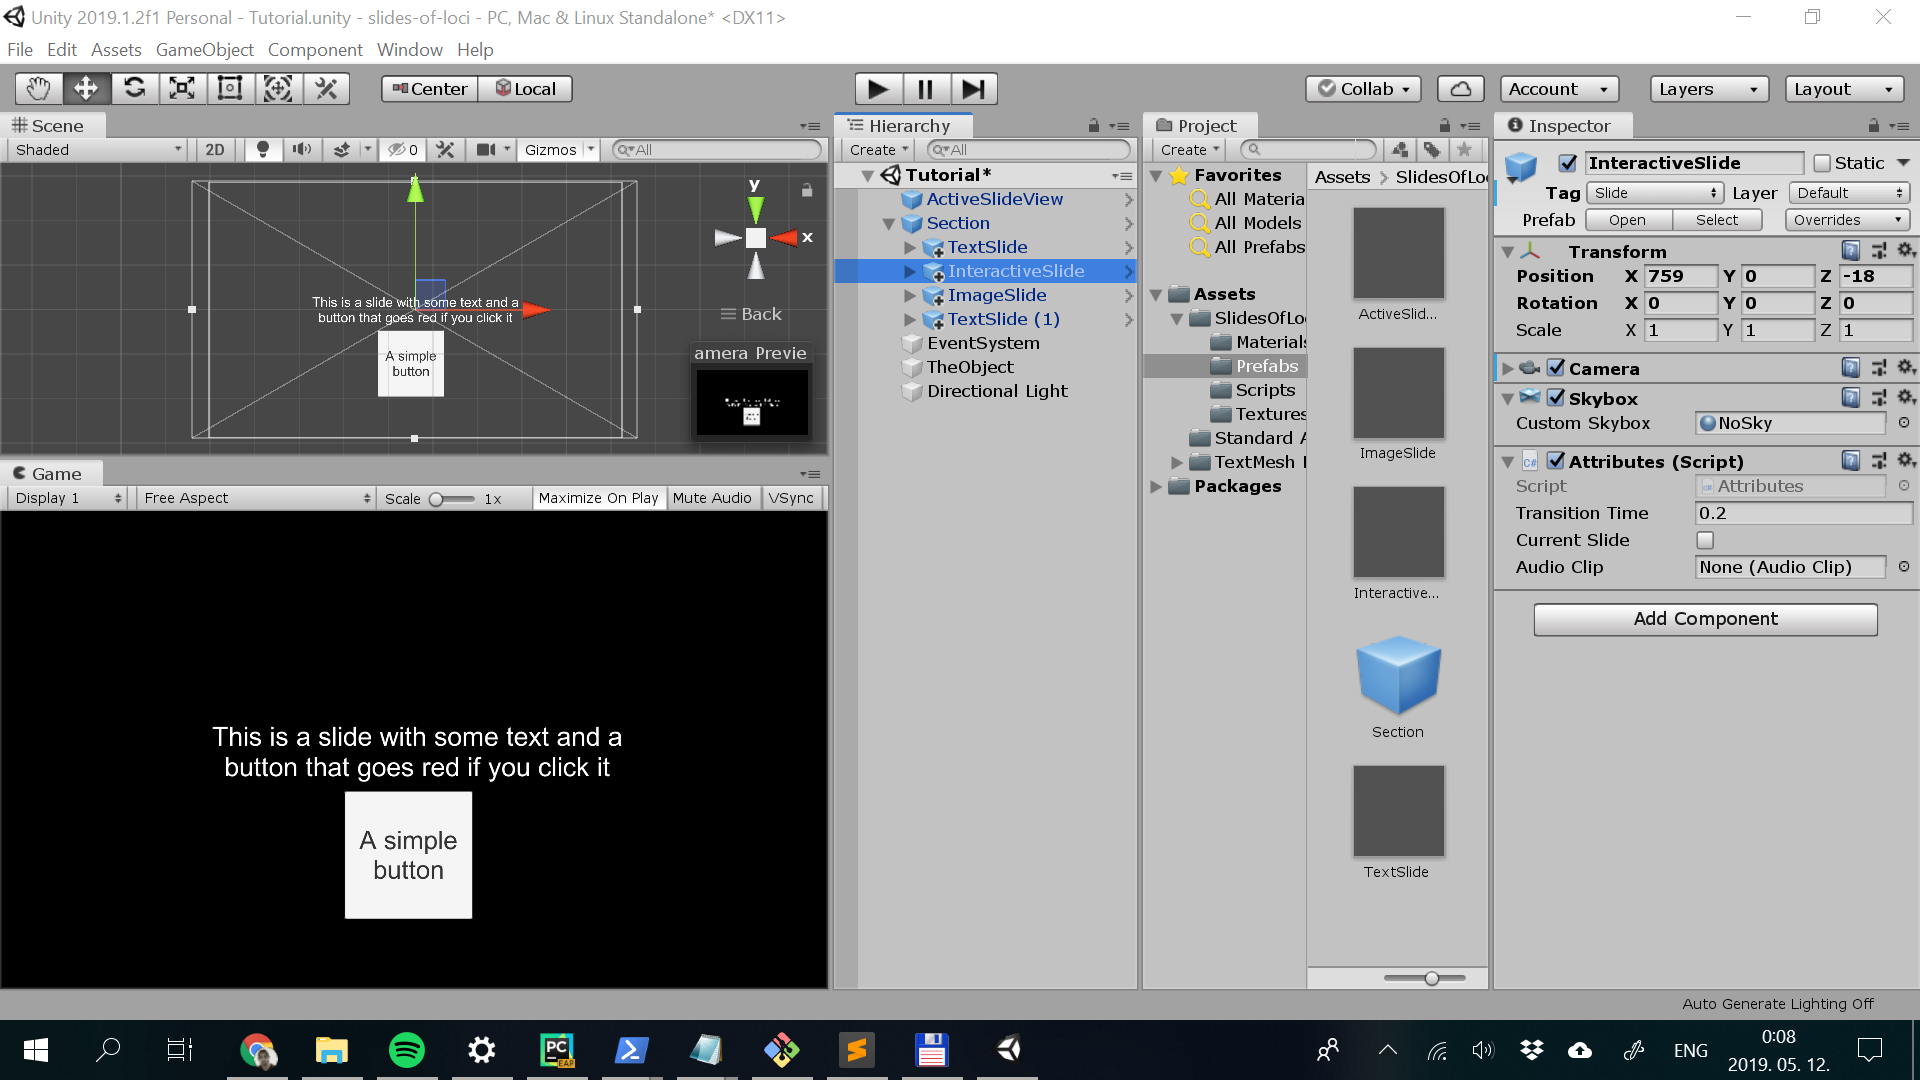 Unity 2019.1.2f1 Personal - Tutorial.unity - slides-of-loci - PC, Mac & Linux Standalone* <DX11>
File Edit Assets GameObject Component Window Help
Center Local Collab Account Layers Layout
Scene
Shaded 2D 0 Gizmos All
y
x
Back
This is a slide with some text and a
button that goes red if you click it
A simple
button
amera Previe
Game
Display 1 Free Aspect Scale 1x Maximize On Play Mute Audio VSync
This is a slide with some text and a
button that goes red if you click it
A simple
button
Hierarchy
Create All
Tutorial*
ActiveSlideView
Section
TextSlide
InteractiveSlide
ImageSlide
TextSlide (1)
EventSystem
TheObject
Directional Light
Project
Create
Favorites
All Materia
All Models
All Prefabs
Assets
SlidesOfLo
Materials
Prefabs
Scripts
Textures
Standard A
TextMesh
Packages
Assets > SlidesOfLo
ActiveSlid...
ImageSlide
Interactive...
Section
TextSlide
Inspector
InteractiveSlide Static
Tag Slide Layer Default
Prefab Open Select Overrides
Transform
Position X 759 Y 0 Z -18
Rotation X 0 Y 0 Z 0
Scale X 1 Y 1 Z 1
Camera
Skybox
Custom Skybox NoSky
C# Attributes (Script)
Script Attributes
Transition Time 0.2
Current Slide
Audio Clip None (Audio Clip)
Add Component
Auto Generate Lighting Off
PC
EAP
ENG
0:08
2019. 05. 12.